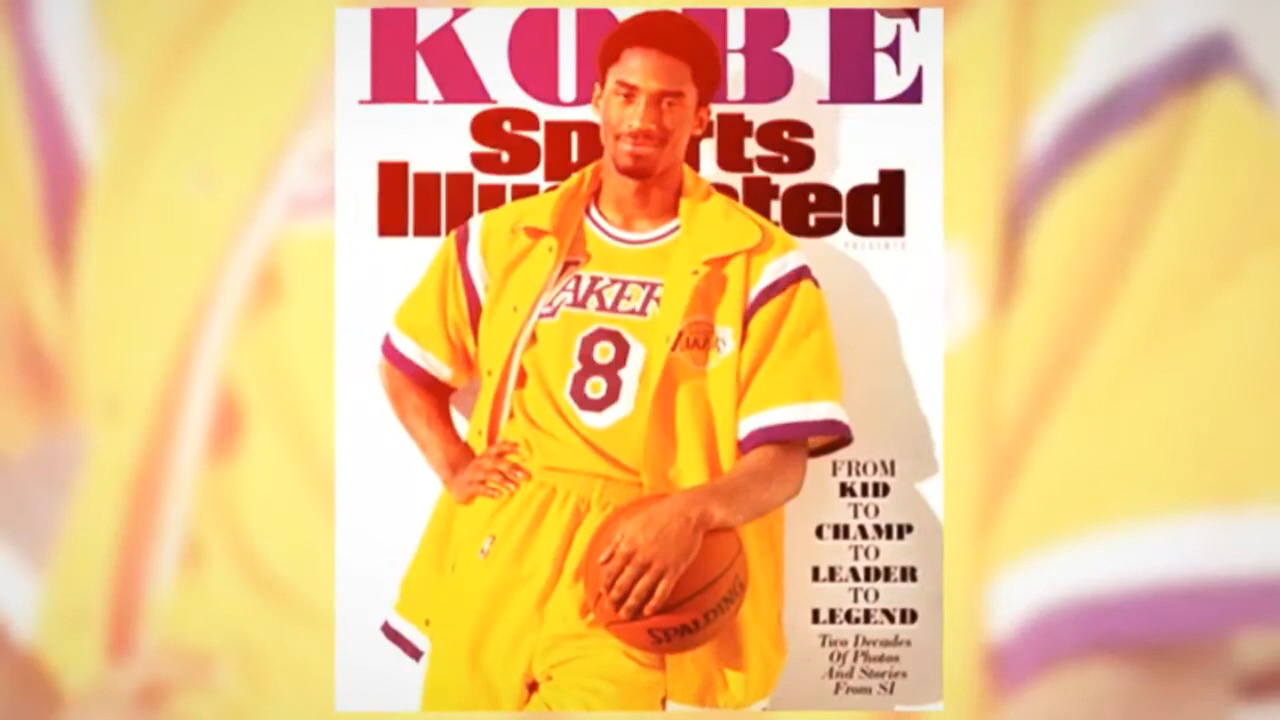 KOBE
Sports
Illustrated
PRESENTS
LAKERS
8
LAKERS
SPALDING
FROM
KID
TO
CHAMP
TO
LEADER
TO
LEGEND
Two Decades
Of Photos
And Stories
From SI